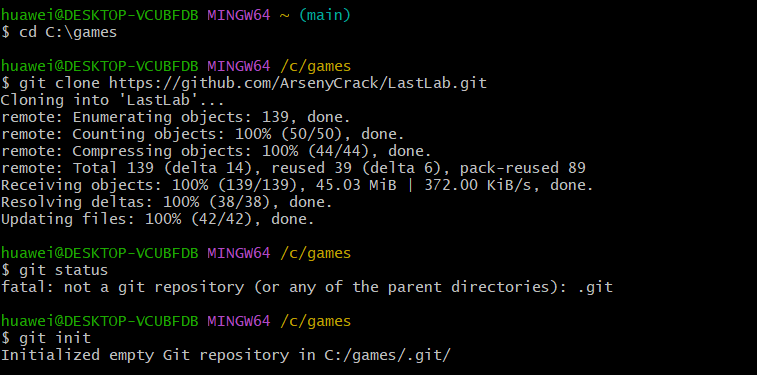 huawei@DESKTOP-VCUBFDB MINGW64 ~ (main)
$ cd C:\games
huawei@DESKTOP-VCUBFDB MINGW64 /c/games
$ git clone https://github.com/ArsenyCrack/LastLab.git
Cloning into 'LastLab'...
remote: Enumerating objects: 139, done.
remote: Counting objects: 100% (50/50), done.
remote: Compressing objects: 100% (44/44), done.
remote: Total 139 (delta 14), reused 39 (delta 6), pack-reused 89
Receiving objects: 100% (139/139), 45.03 MiB | 372.00 KiB/s, done.
Resolving deltas: 100% (38/38), done.
Updating files: 100% (42/42), done.
huawei@DESKTOP-VCUBFDB MINGW64 /c/games
$ git status
fatal: not a git repository (or any of the parent directories): .git
huawei@DESKTOP-VCUBFDB MINGW64 /c/games
$ git init
Initialized empty Git repository in C:/games/.git/